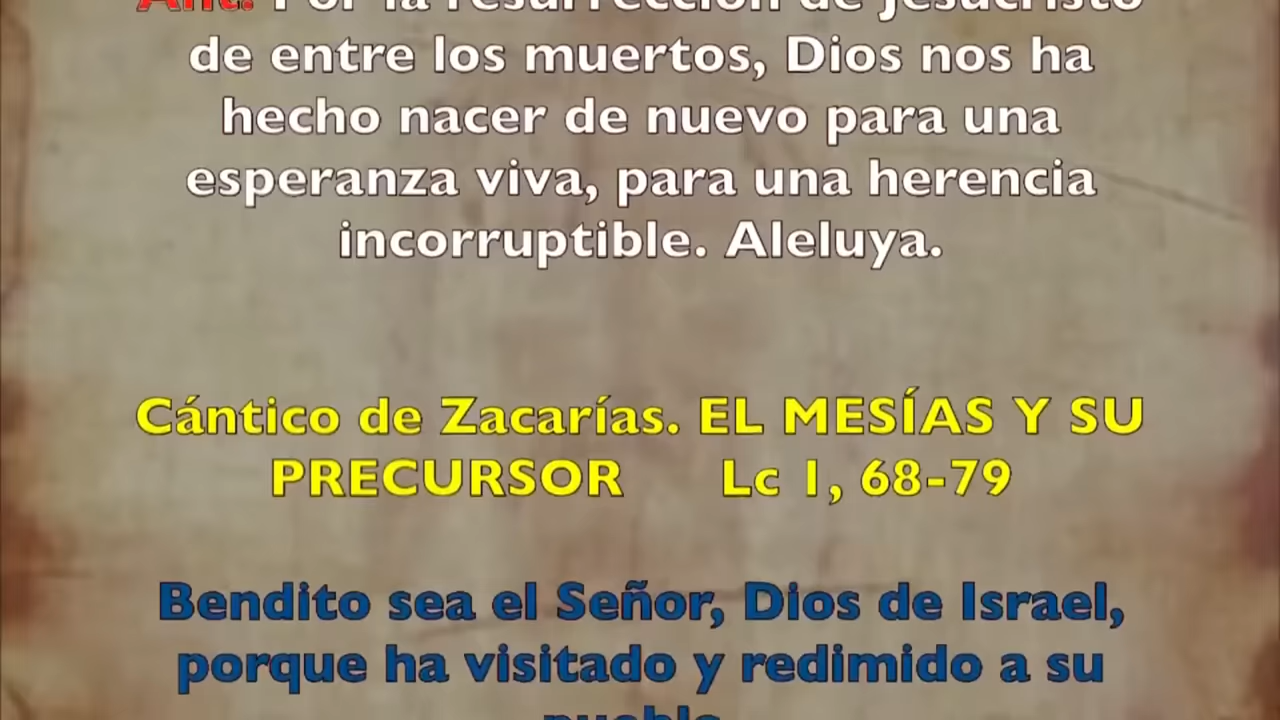 Ant. Por la resurrección de Jesucristo
de entre los muertos, Dios nos ha
hecho nacer de nuevo para una
esperanza viva, para una herencia
incorruptible. Aleluya.
Cántico de Zacarías. EL MESÍAS Y SU
PRECURSOR Lc 1, 68-79
Bendito sea el Señor, Dios de Israel,
porque ha visitado y redimido a su
pueblo